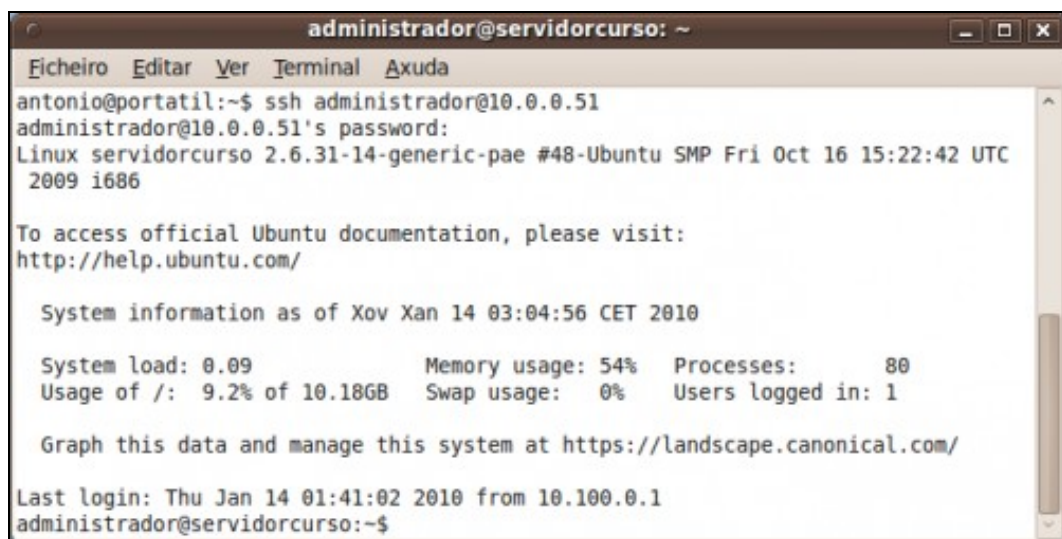 administrador@servidorcurso: ~
Ficheiro Editar Ver Terminal Axuda
antonio@portatil:~$ ssh administrador@10.0.0.51
administrador@10.0.0.51's password:
Linux servidorcurso 2.6.31-14-generic-pae #48-Ubuntu SMP Fri Oct 16 15:22:42 UTC
2009 i686
To access official Ubuntu documentation, please visit:
http://help.ubuntu.com/
System information as of Xov Xan 14 03:04:56 CET 2010
System load: 0.09 Memory usage: 54% Processes: 80
Usage of /: 9.2% of 10.18GB Swap usage: 0% Users logged in: 1
Graph this data and manage this system at https://landscape.canonical.com/
Last login: Thu Jan 14 01:41:02 2010 from 10.100.0.1
administrador@servidorcurso:~$